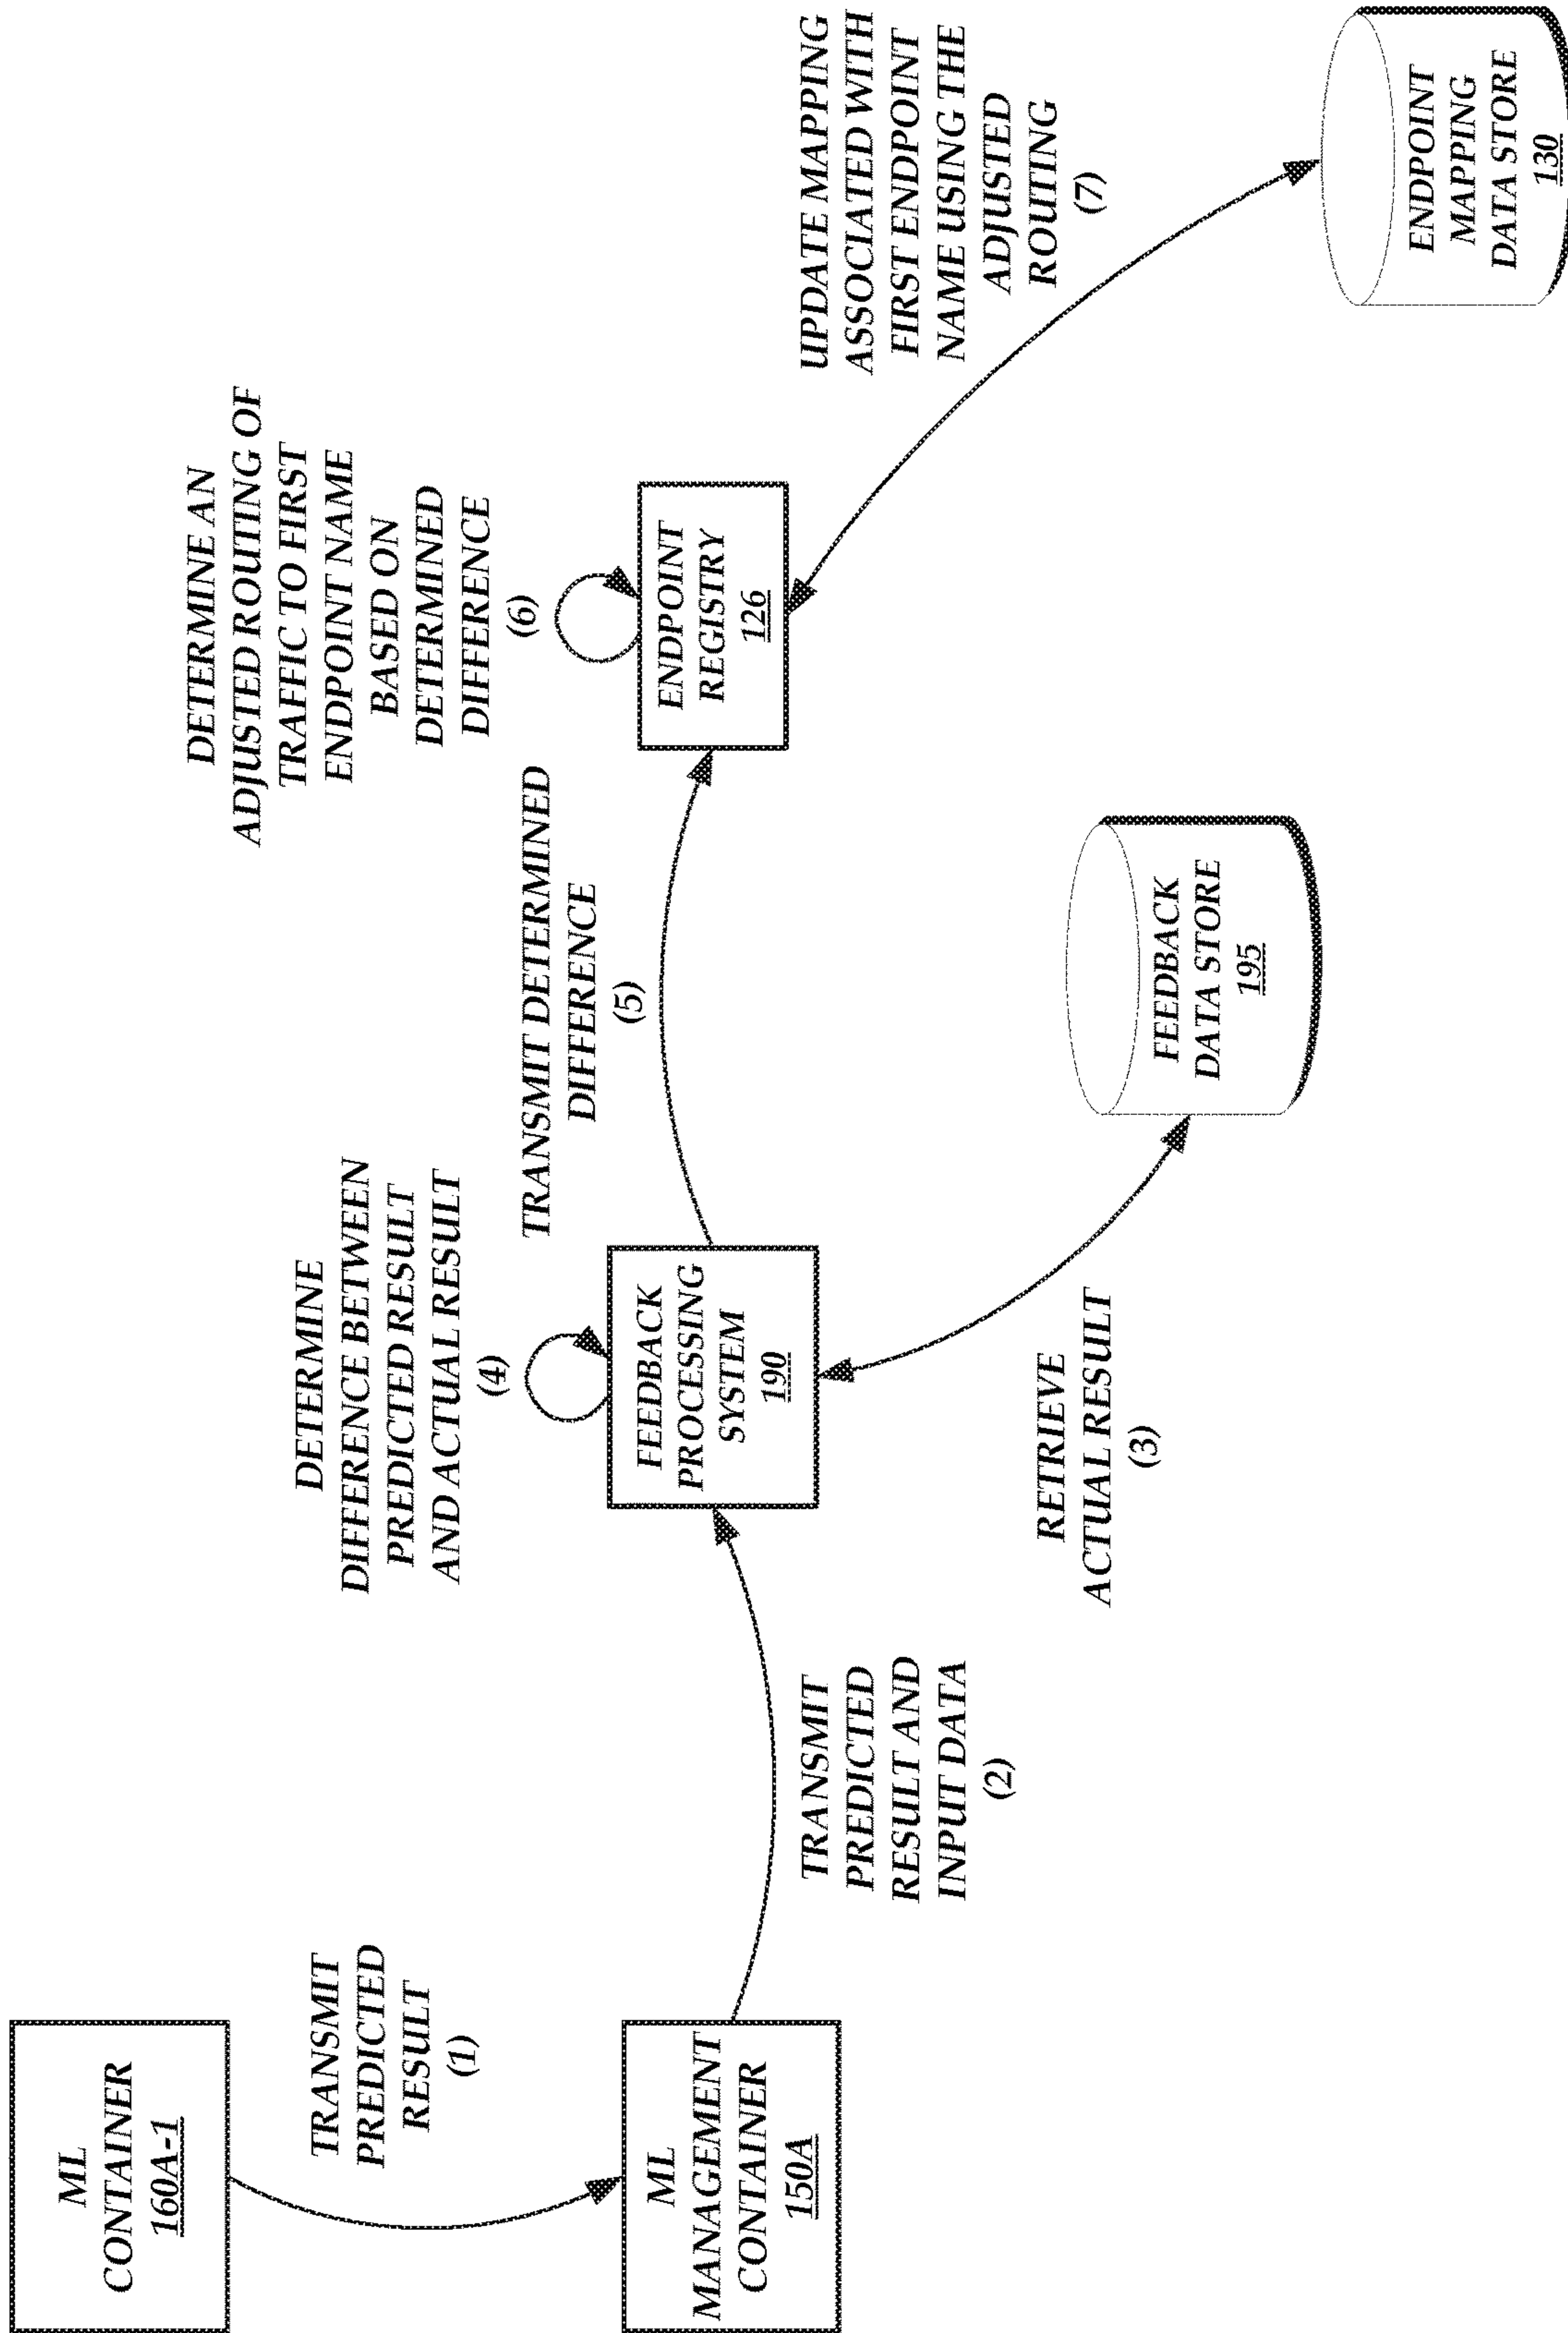 ML
CONTAINER
160A-1
TRANSMIT
PREDICTED
RESULT
(1)
ML
MANAGEMENT
CONTAINER
150A
TRANSMIT
PREDICTED
RESULT AND
INPUT DATA
(2)
FEEDBACK
PROCESSING
SYSTEM
190
RETRIEVE
ACTUAL RESULT
(3)
FEEDBACK
DATA STORE
195
DETERMINE
DIFFERENCE BETWEEN
PREDICTED RESULT
AND ACTUAL RESULT
(4)
TRANSMIT DETERMINED
DIFFERENCE
(5)
ENDPOINT
REGISTRY
126
DETERMINE AN
ADJUSTED ROUTING OF
TRAFFIC TO FIRST
ENDPOINT NAME
BASED ON
DETERMINED
DIFFERENCE
(6)
UPDATE MAPPING
ASSOCIATED WITH
FIRST ENDPOINT
NAME USING THE
ADJUSTED
ROUTING
(7)
ENDPOINT
MAPPING
DATA STORE
130